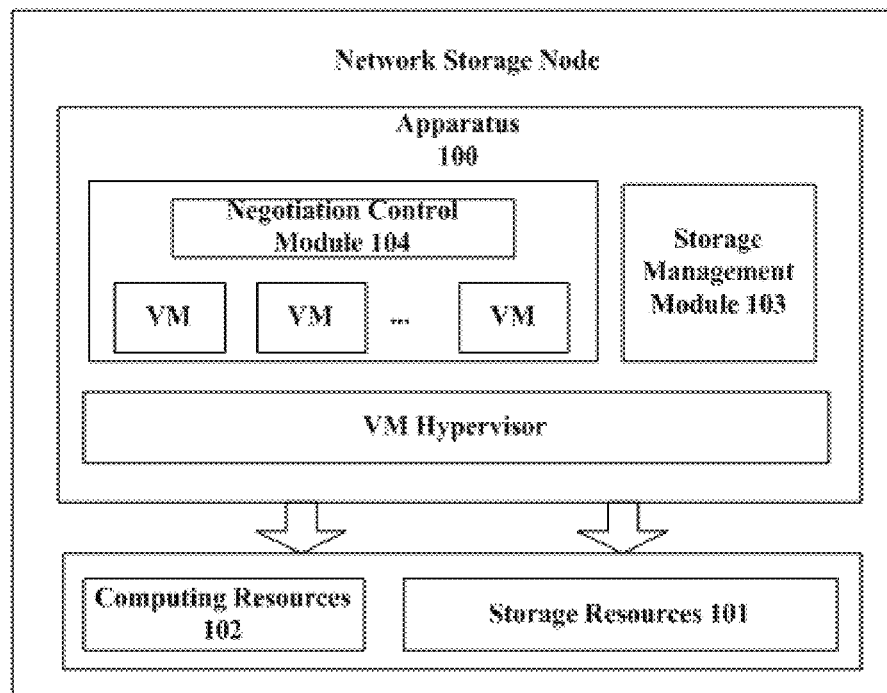 Network Storage Node
Apparatus
100
Negotiation Control
Module 104
Storage
Management
Module 103
VM
VM
...
VM
VM Hypervisor
Computing Resources
102
Storage Resources 101